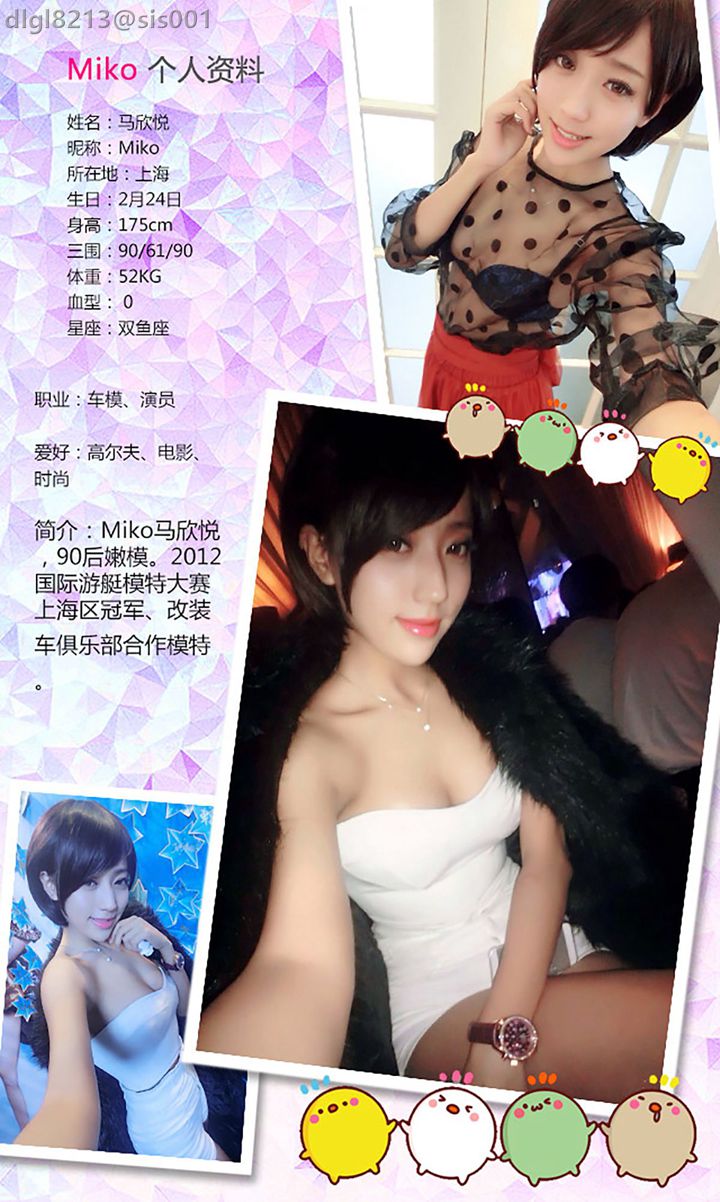 dlgl8213@sis001
Miko 个人资料
姓名：马欣悦
昵称：Miko
所在地：上海
生日：2月24日
身高：175cm
三围：90/61/90
体重：52KG
血型： O
星座：双鱼座
职业：车模、演员
爱好：高尔夫、电影、
时尚
简介：Miko马欣悦
，90后嫩模。2012
国际游艇模特大赛
上海区冠军、改装
车俱乐部合作模特
。